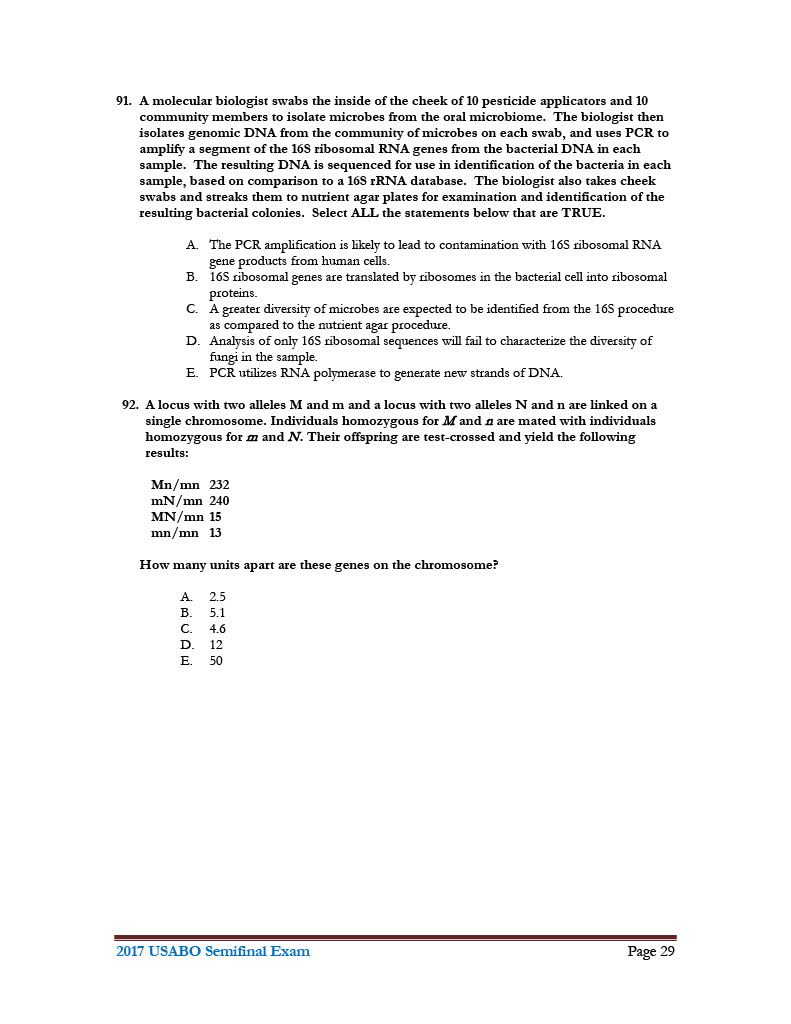 91. A molecular biologist swabs the inside of the cheek of 10 pesticide applicators and 10
community members to isolate microbes from the oral microbiome. The biologist then
isolates genomic DNA from the community of microbes on each swab, and uses PCR to
amplify a segment of the 16S ribosomal RNA genes from the bacterial DNA in each
sample. The resulting DNA is sequenced for use in identification of the bacteria in each
sample, based on comparison to a 16S rRNA database. The biologist also takes cheek
swabs and streaks them to nutrient agar plates for examination and identification of the
resulting bacterial colonies. Select ALL the statements below that are TRUE.
A. The PCR amplification is likely to lead to contamination with 16S ribosomal RNA
gene products from human cells.
B. 16S ribosomal genes are translated by ribosomes in the bacterial cell into ribosomal
proteins.
C. A greater diversity of microbes are expected to be identified from the 16S procedure
as compared to the nutrient agar procedure.
D. Analysis of only 16S ribosomal sequences will fail to characterize the diversity of
fungi in the sample.
E. PCR utilizes RNA polymerase to generate new strands of DNA.
92. A locus with two alleles M and m and a locus with two alleles N and n are linked on a
single chromosome. Individuals homozygous for M and n are mated with individuals
homozygous for m and N. Their offspring are test-crossed and yield the following
results:
Mn/mn 232
mN/mn 240
MN/mn 15
mn/mn 13
How many units apart are these genes on the chromosome?
A. 2.5
B. 5.1
C. 4.6
D. 12
E. 50
2017 USABO Semifinal Exam Page 29